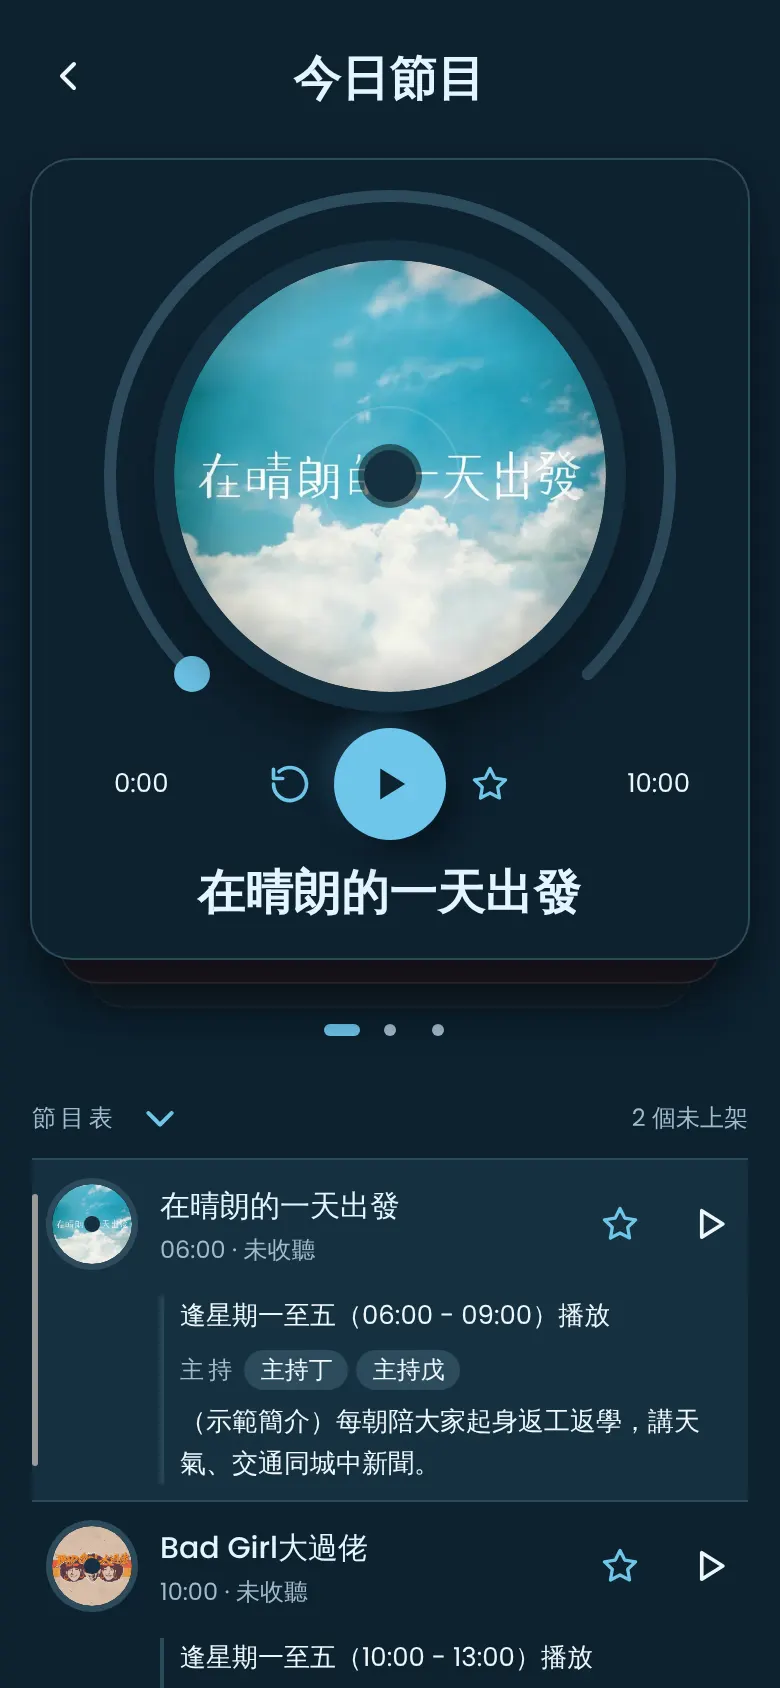 今日節目
在晴朗的一天出發
0:00
10:00
在晴朗的一天出發
節目表
2 個未上架
在晴朗的一天出發
06:00 · 未收聽
逢星期一至五（06:00 - 09:00）播放
主持 主持丁 主持戊
（示範簡介）每朝陪大家起身返工返學，講天
氣、交通同城中新聞。
Bad Girl大過佬
10:00 · 未收聽
逢星期一至五（10:00 - 13:00）播放